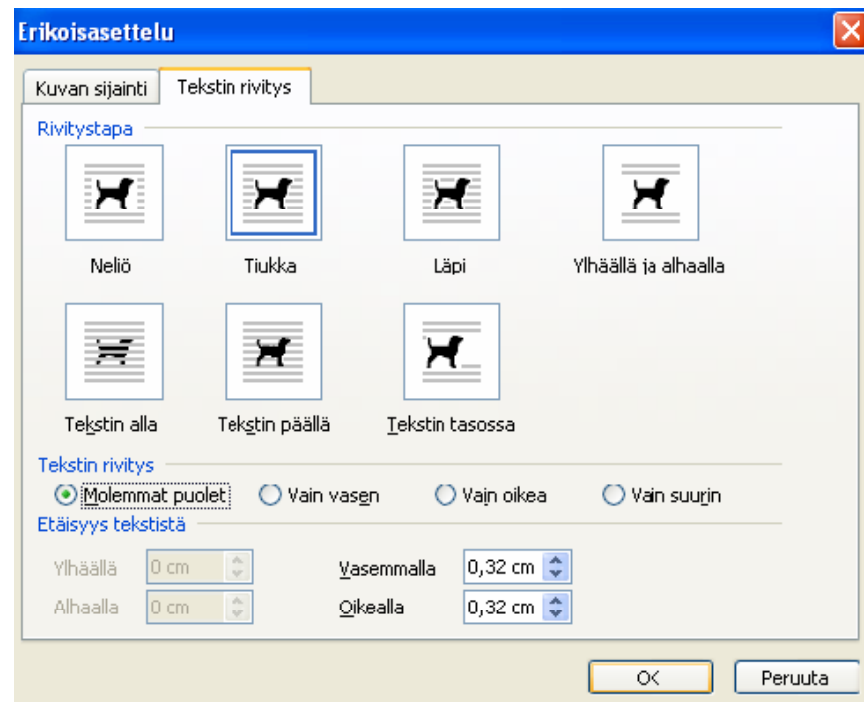 Erikoisasettelu
Kuvan sijainti Tekstin rivitys
Rivitystapa
Neliö Tiukka Läpi Ylhäällä ja alhaalla
Tekstin alla Tekstin päällä Tekstin tasossa
Tekstin rivitys
Molemmat puolet Vain vasen Vain oikea Vain suurin
Etäisyys tekstistä
Ylhäällä 0 cm Vasemmalla 0,32 cm
Alhaalla 0 cm Oikealla 0,32 cm
OK Peruuta